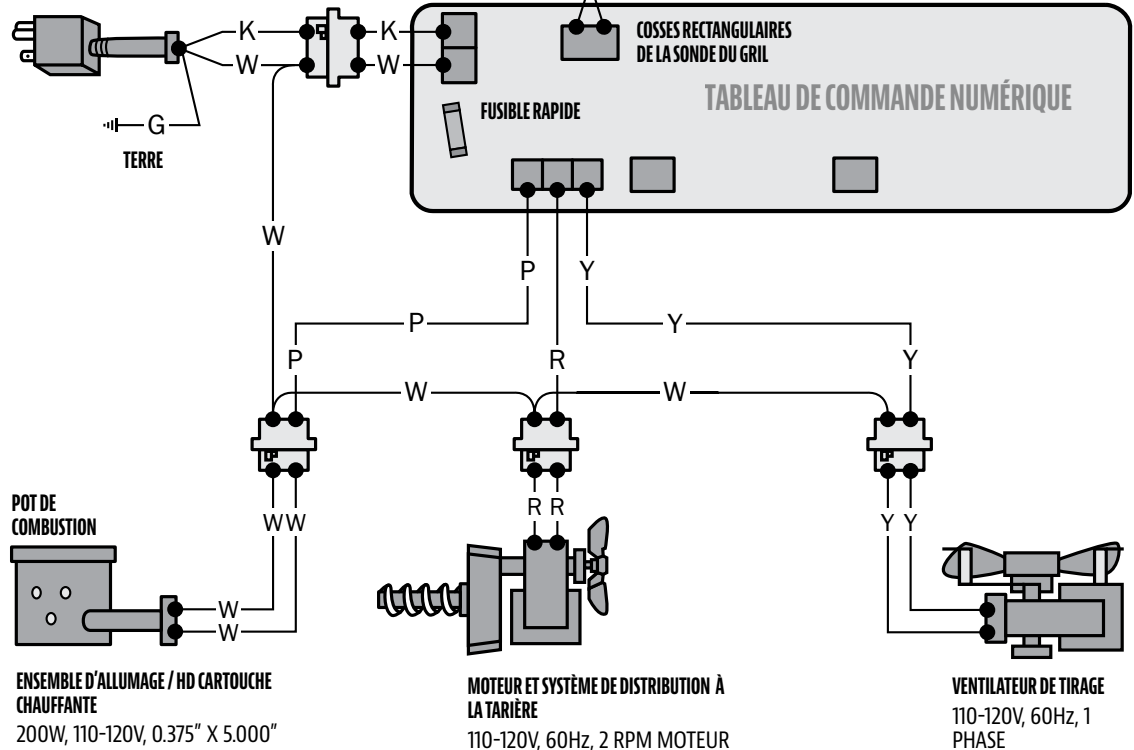 COSSES RECTANGULAIRES
DE LA SONDE DU GRIL
K
K
W
W
TABLEAU DE COMMANDE NUMÉRIQUE
FUSIBLE RAPIDE
G
TERRE
W
P
Y
P
Y
P
R
Y
W
W
POT DE
COMBUSTION
W W
R R
Y Y
W
W
ENSEMBLE D'ALLUMAGE / HD CARTOUCHE
CHAUFFANTE
200W, 110-120V, 0.375" X 5.000"
MOTEUR ET SYSTÈME DE DISTRIBUTION À
LA TARIÈRE
110-120V, 60Hz, 2 RPM MOTEUR
VENTILATEUR DE TIRAGE
110-120V, 60Hz, 1
PHASE